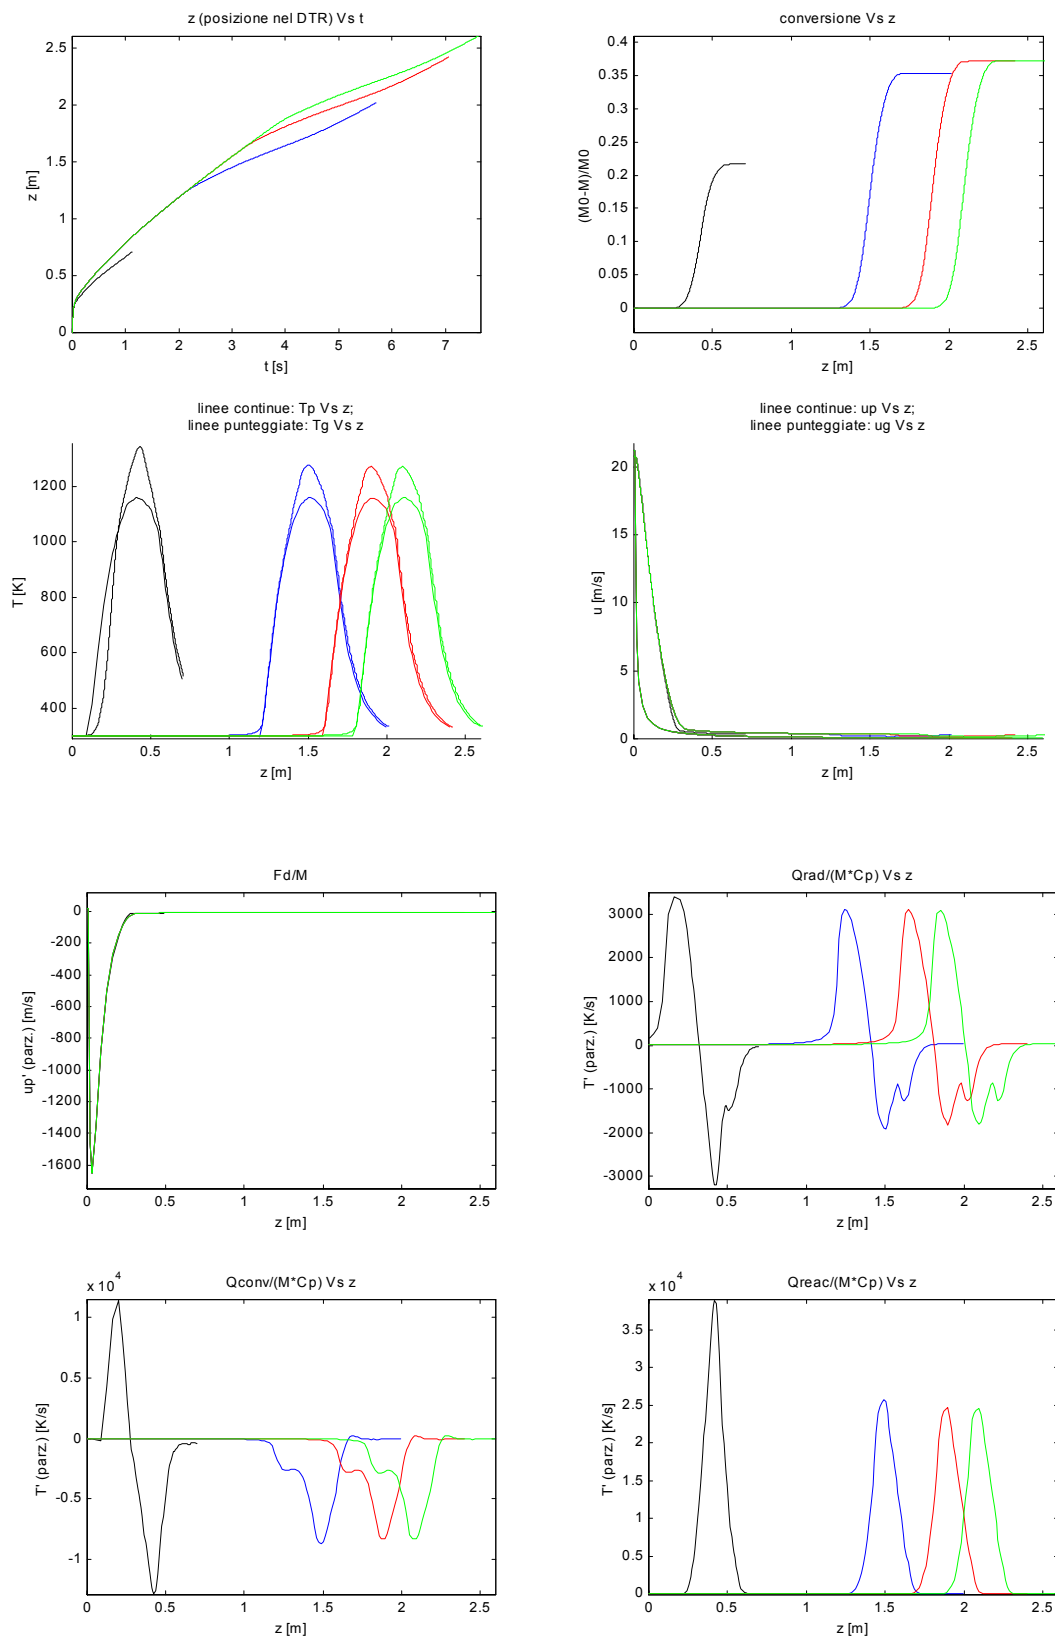 z (posizione nel DTR) Vs t
2.5
2
1.5
1
0.5
0
z [m]
0 1 2 3 4 5 6 7
t [s]
conversione Vs z
0.4
0.35
0.3
0.25
0.2
0.15
0.1
0.05
0
(M0-M)/M0
0 0.5 1 1.5 2 2.5
z [m]
linee continue: Tp Vs z;
linee punteggiate: Tg Vs z
1200
1000
800
600
400
T [K]
0 0.5 1 1.5 2 2.5
z [m]
linee continue: up Vs z;
linee punteggiate: ug Vs z
20
15
10
5
0
u [m/s]
0 0.5 1 1.5 2 2.5
z [m]
Fd/M
0
-200
-400
-600
-800
-1000
-1200
-1400
-1600
up' (parz.) [m/s]
0 0.5 1 1.5 2 2.5
z [m]
Qrad/(M*Cp) Vs z
3000
2000
1000
0
-1000
-2000
-3000
T' (parz.) [K/s]
0 0.5 1 1.5 2 2.5
z [m]
x 10^4
Qconv/(M*Cp) Vs z
1
0.5
0
-0.5
-1
T' (parz.) [K/s]
0 0.5 1 1.5 2 2.5
z [m]
x 10^4
Qreac/(M*Cp) Vs z
3.5
3
2.5
2
1.5
1
0.5
0
T' (parz.) [K/s]
0 0.5 1 1.5 2 2.5
z [m]